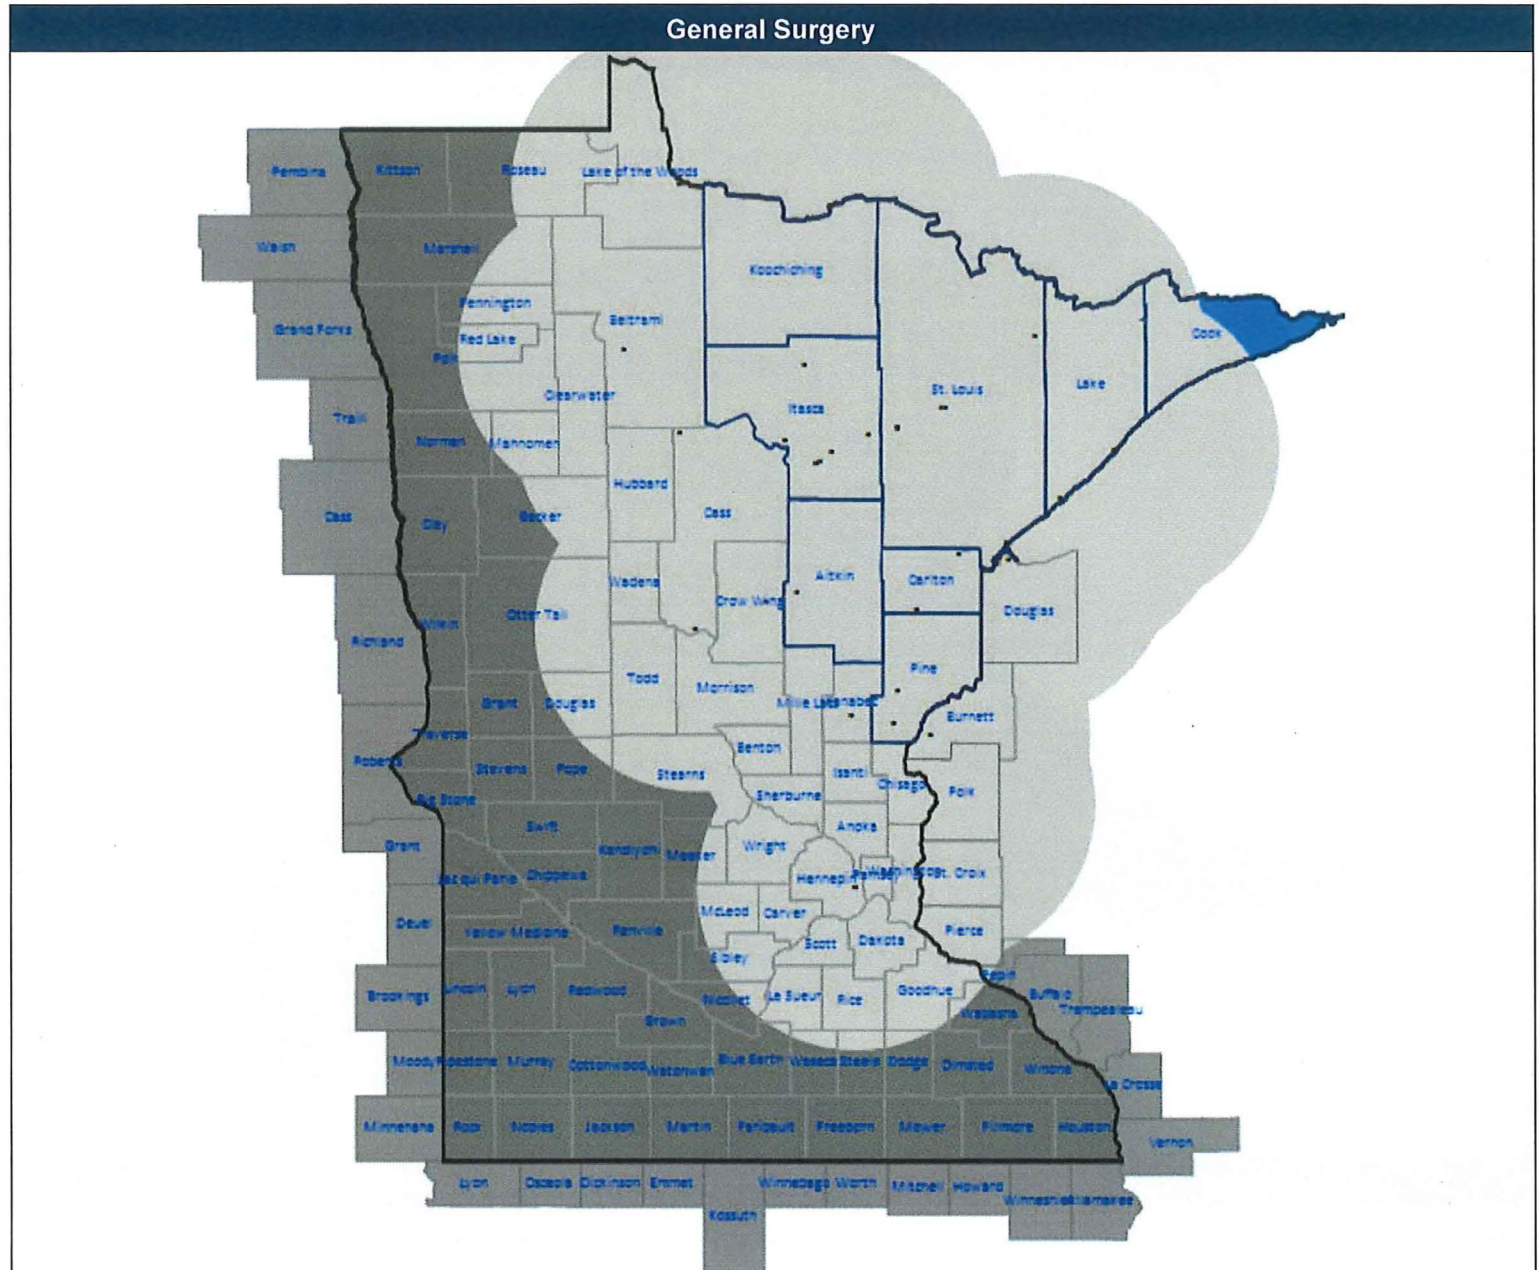 General Surgery
Pembina
Kittson
Roseau
Lake of the Woods
Walsh
Marshall
Koochiching
Pennington
Grand Forks
Beltrami
Red Lake
Polk
Cook
Clearwater
St. Louis
Lake
Itasca
Traill
Norman
Mahnomen
Hubbard
Cass
Cass
Clay
Becker
Wadena
Aitkin
Carlton
Crow Wing
Douglas
Otter Tail
Wilkin
Richland
Todd
Morrison
Pine
Grant
Douglas
Mille Lacs
Kanabec
Burnett
Traverse
Benton
Roberts
Stevens
Pope
Stearns
Isanti
Chisago
Polk
Sherburne
Big Stone
Swift
Anoka
Grant
Kandiyohi
Meeker
Wright
Lac qui Parle
Chippewa
Hennepin
Ramsey
Washington
St. Croix
McLeod
Carver
Deuel
Yellow Medicine
Renville
Scott
Dakota
Pierce
Sibley
Pepin
Brookings
Lincoln
Lyon
Redwood
Nicollet
Le Sueur
Rice
Goodhue
Buffalo
Trempealeau
Wabasha
Brown
Moody
Pipestone
Murray
Cottonwood
Watonwan
Blue Earth
Waseca
Steele
Dodge
Olmsted
Winona
La Crosse
Minnehaha
Rock
Nobles
Jackson
Martin
Faribault
Freeborn
Mower
Fillmore
Houston
Vernon
Lyon
Osceola
Dickinson
Emmet
Winnebago
Worth
Mitchell
Howard
Winneshiek
Allamakee
Kossuth